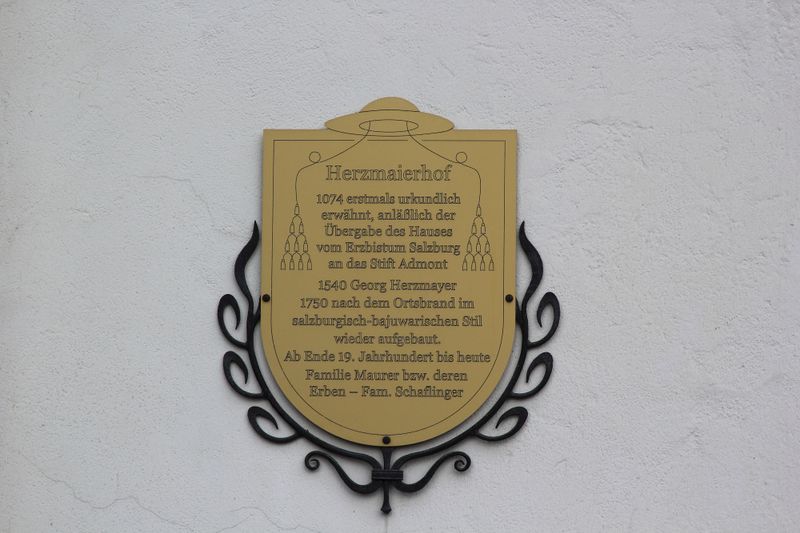 Herzmaierhof
1074 erstmals urkundlich
erwähnt, anläßlich der
Übergabe des Hauses
vom Erzbistum Salzburg
an das Stift Admont
1540 Georg Herzmayer
1750 nach dem Ortsbrand im
salzburgisch-bajuwarischen Stil
wieder aufgebaut.
Ab Ende 19. Jahrhundert bis heute
Familie Maurer bzw. deren
Erben – Fam. Schaflinger